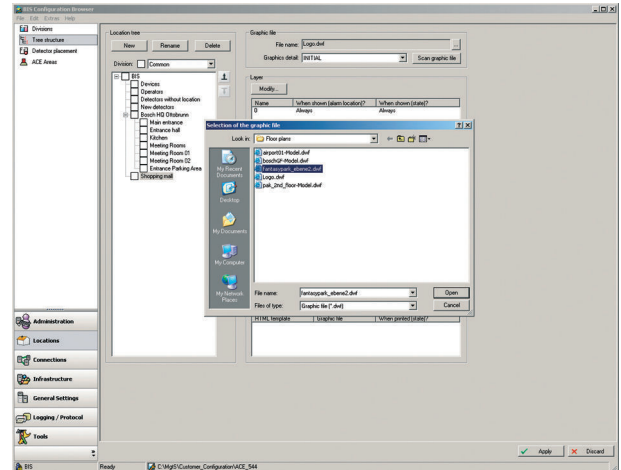 BIS Configuration Browser
File Edit Extras Help
Divisions
Tree structure
Detector placement
ACE Areas
Administration
Locations
Connections
Infrastructure
General Settings
Logging / Protocol
Tools
Location tree
New Rename Delete
Division: Common
BIS
Devices
Operators
Detectors without location
New detectors
Bosch HQ Ottobrunn
Main entrance
Entrance hall
Kitchen
Meeting Rooms
Meeting Room 01
Meeting Room 02
Entrance Parking Area
Shopping mall
Graphic file
File name: Logo.dwf ...
Graphics detail: INITIAL Scan graphic file
Layer
Modify...
Name When shown (alarm location)? When shown (state)?
0 Always Always
Selection of the graphic file
Look in: Floor plans
My Recent Documents
Desktop
My Documents
My Computer
My Network Places
airport01-Model.dwf
boschGF-Model.dwf
fantasypark_ebene2.dwf
Logo.dwf
pak_2nd_floor-Model.dwf
File name: fantasypark_ebene2.dwf Open
Files of type: Graphic file (*.dwf) Cancel
HTML template Graphic file When printed (state)?
Apply Discard
BIS Ready C:\MgtS\Customer_Configuration\ACE_544